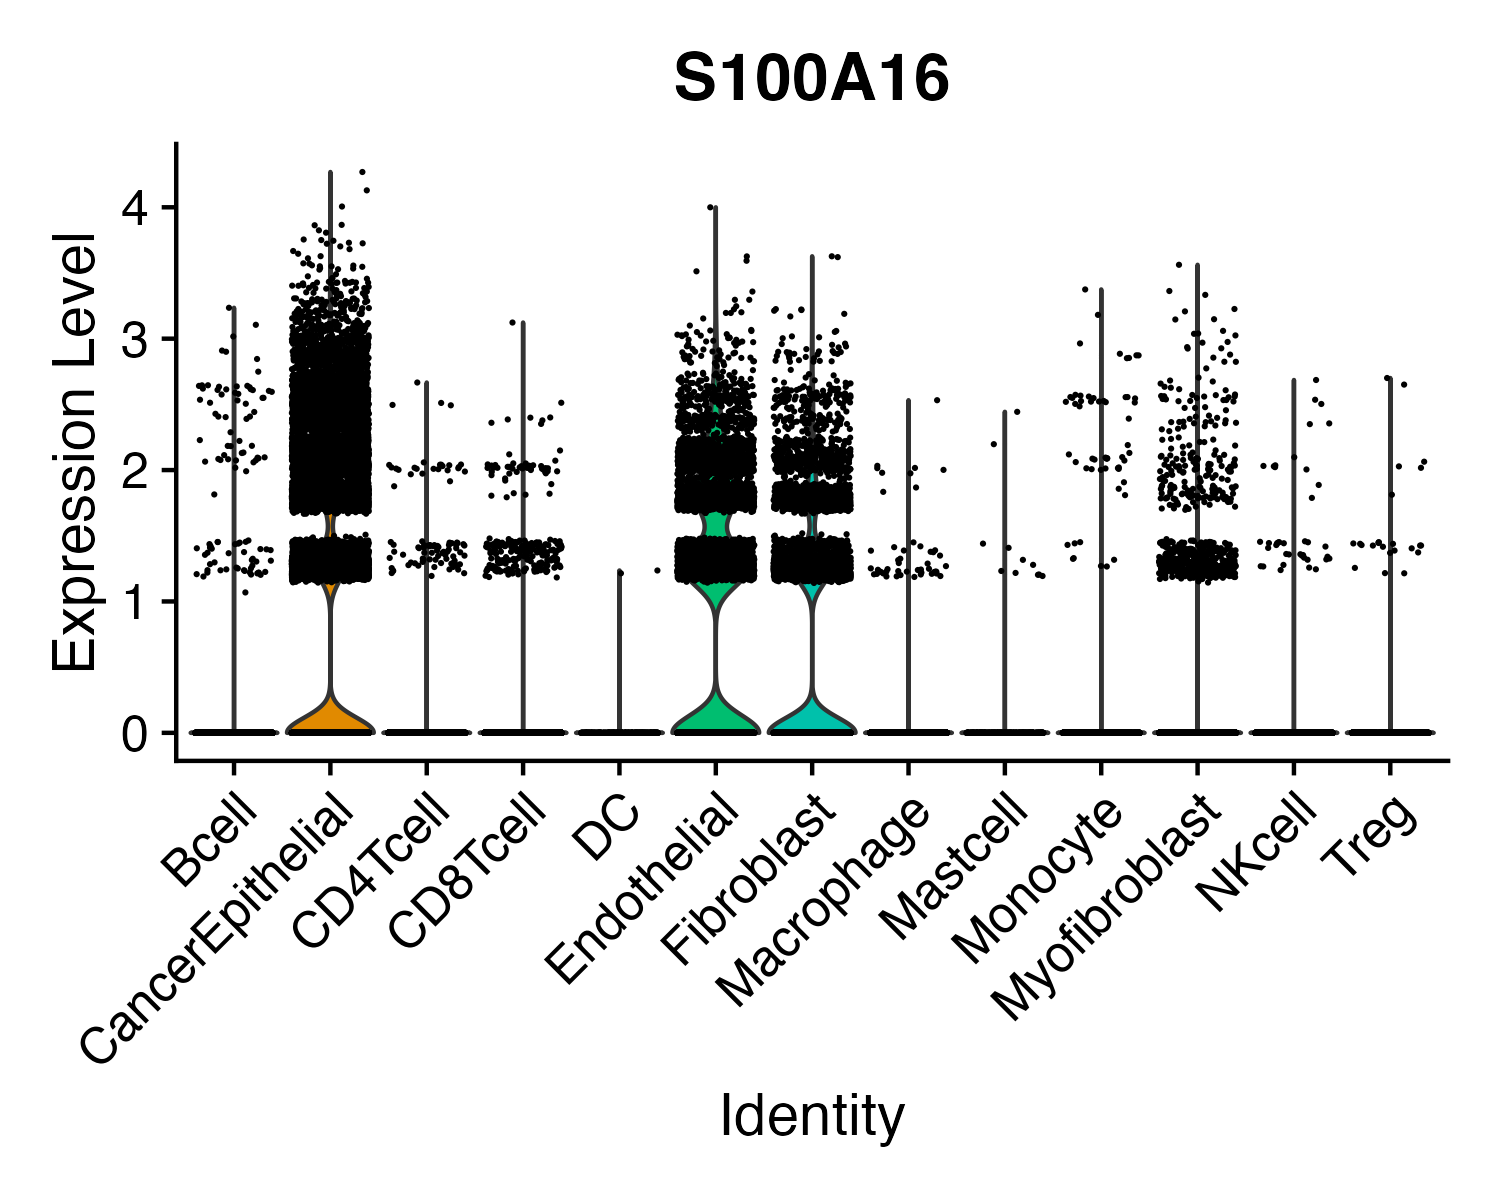 S100A16
Expression Level
4
3
2
1
0
Bcell
CancerEpithelial
CD4Tcell
CD8Tcell
DC
Endothelial
Fibroblast
Macrophage
Mastcell
Monocyte
Myofibroblast
NKcell
Treg
Identity